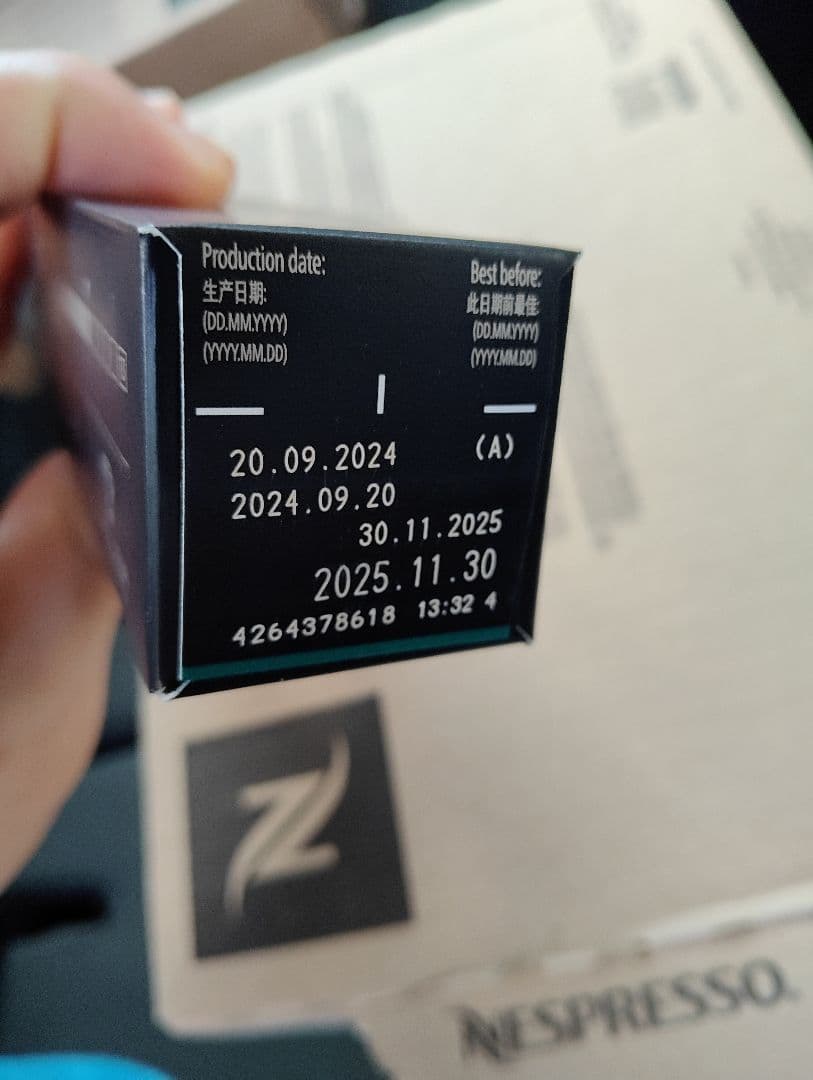 Production date:
生产日期:
(DD.MM.YYYY)
(YYYY.MM.DD)
Best before:
此日期前最佳:
(DD.MM.YYYY)
(YYYY.MM.DD)
(A)
20.09.2024
2024.09.20
30.11.2025
2025.11.30
4264378618 13:32 4
N
NESPRESSO.